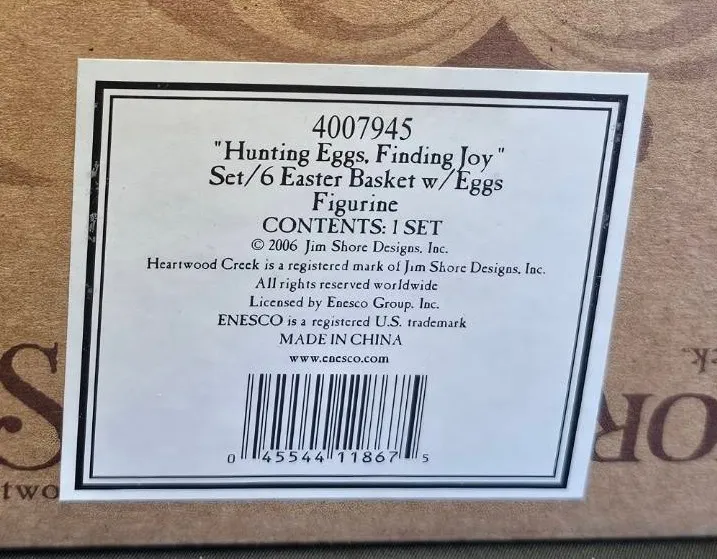 4007945
"Hunting Eggs, Finding Joy"
Set/6 Easter Basket w/Eggs
Figurine
CONTENTS: 1 SET
© 2006 Jim Shore Designs, Inc.
Heartwood Creek is a registered mark of Jim Shore Designs, Inc.
All rights reserved worldwide
Licensed by Enesco Group, Inc.
ENESCO is a registered U.S. trademark
MADE IN CHINA
www.enesco.com
0 45544 11867 5
S
OR
two